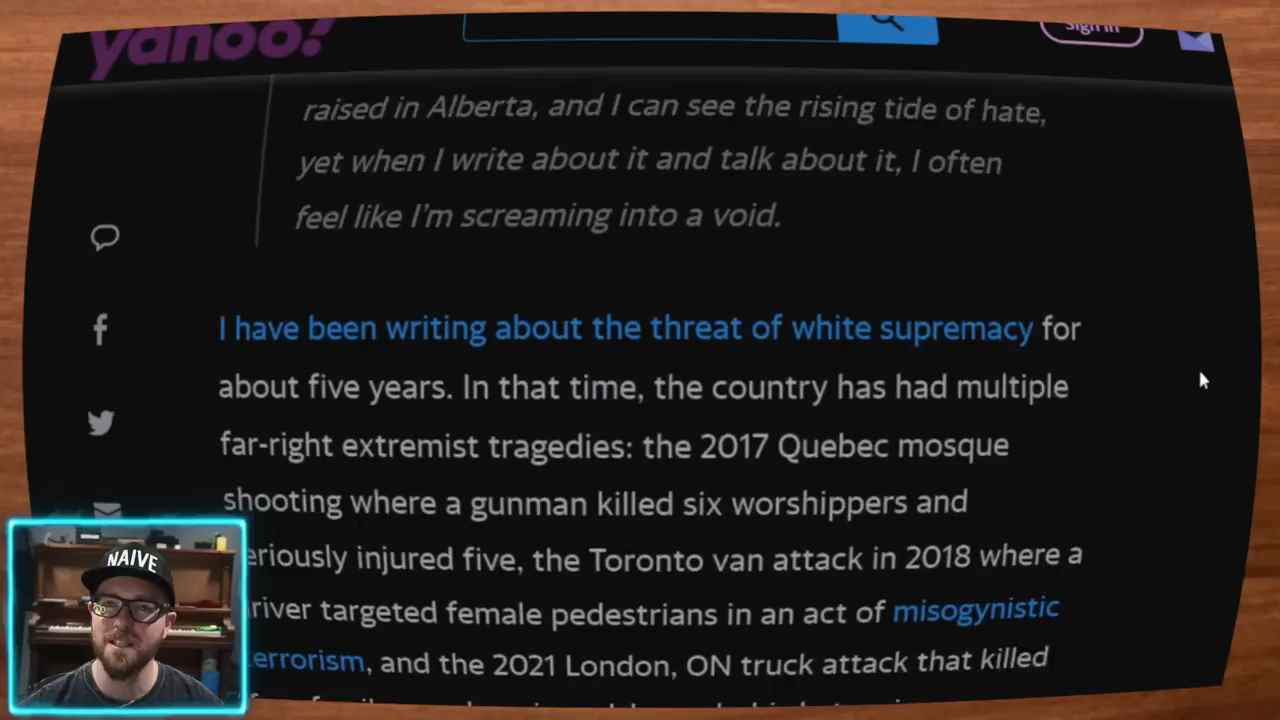 yahoo!
Sign in
raised in Alberta, and I can see the rising tide of hate,
yet when I write about it and talk about it, I often
feel like I'm screaming into a void.
I have been writing about the threat of white supremacy for
about five years. In that time, the country has had multiple
far-right extremist tragedies: the 2017 Quebec mosque
shooting where a gunman killed six worshippers and
eriously injured five, the Toronto van attack in 2018 where a
river targeted female pedestrians in an act of misogynistic
errorism, and the 2021 London, ON truck attack that killed
NAIVE